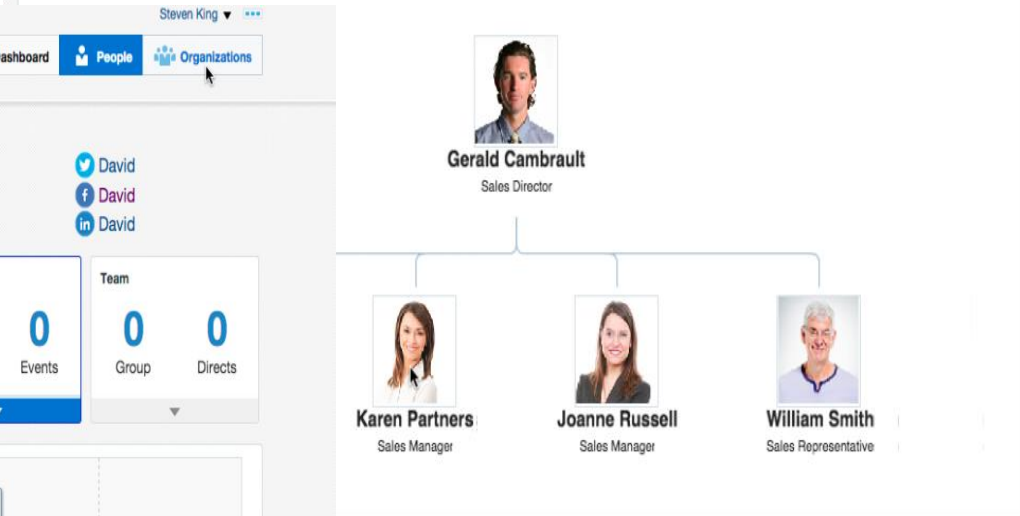 Steven King
ashboard People Organizations
David
David
David
Team
0 0 0
Events Group Directs
Gerald Cambrault
Sales Director
Karen Partners Joanne Russell William Smith
Sales Manager Sales Manager Sales Representative